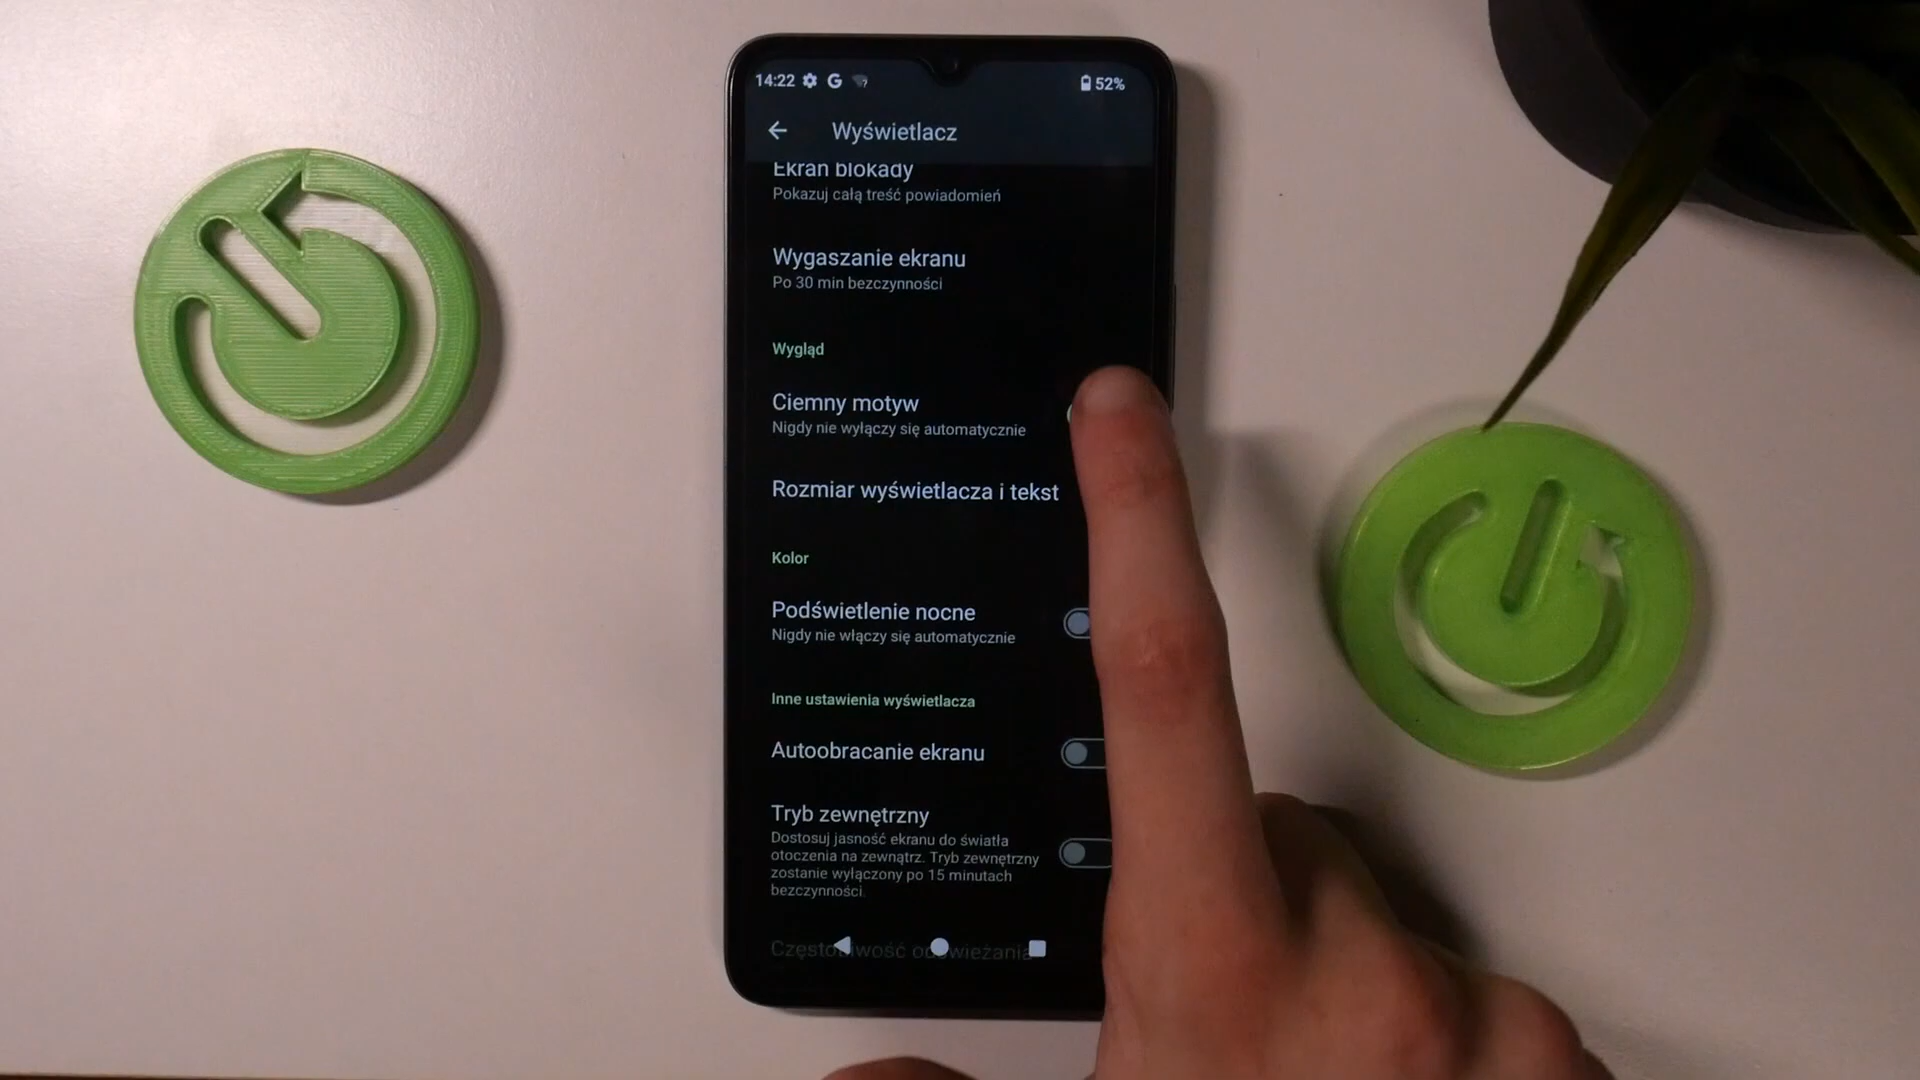 14:22 G 52%
Wyświetlacz
Ekran blokady
Pokazuj całą treść powiadomień
Wygaszanie ekranu
Po 30 min bezczynności
Wygląd
Ciemny motyw
Nigdy nie wyłączy się automatycznie
Rozmiar wyświetlacza i tekst
Kolor
Podświetlenie nocne
Nigdy nie włączy się automatycznie
Inne ustawienia wyświetlacza
Autoobracanie ekranu
Tryb zewnętrzny
Dostosuj jasność ekranu do światła
otoczenia na zewnątrz. Tryb zewnętrzny
zostanie wyłączony po 15 minutach
bezczynności.
Częstotliwość odświeżania